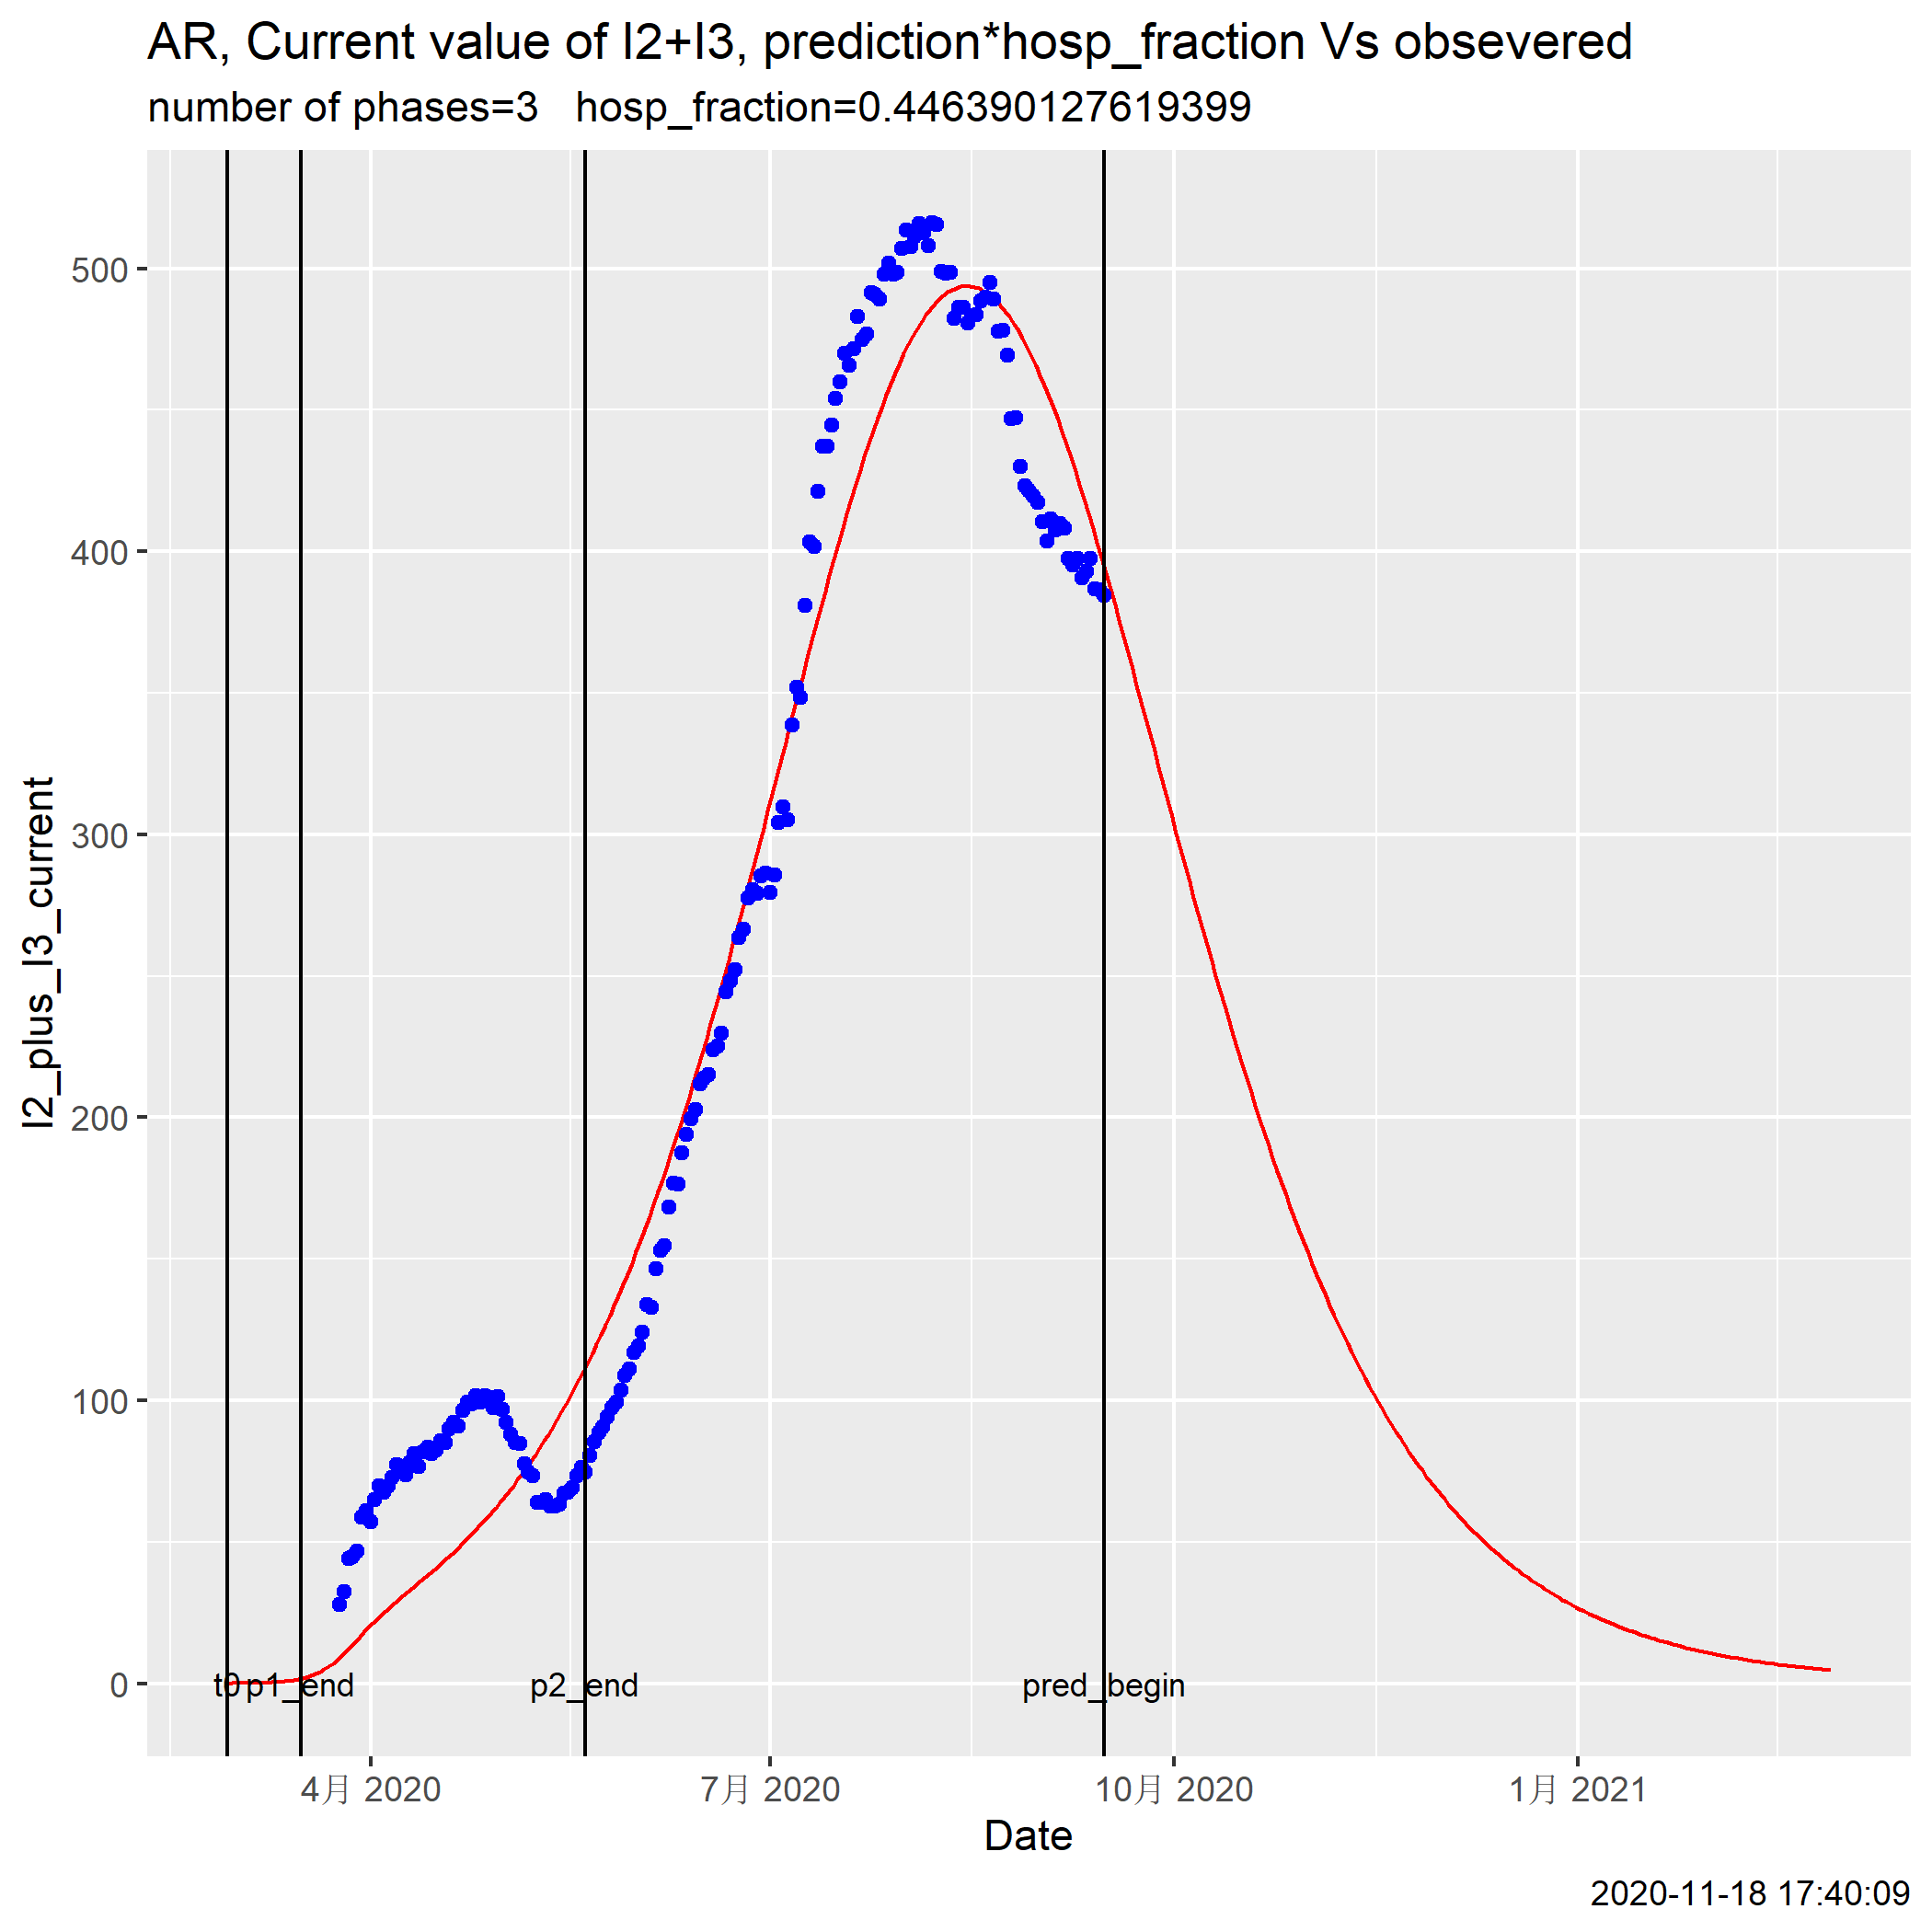 AR, Current value of I2+I3, prediction*hosp_fraction Vs obsevered
number of phases=3   hosp_fraction=0.446390127619399
I2_plus_I3_current
500
400
300
200
100
0
t0
p1_end
p2_end
pred_begin
4月 2020
7月 2020
10月 2020
1月 2021
Date
2020-11-18 17:40:09